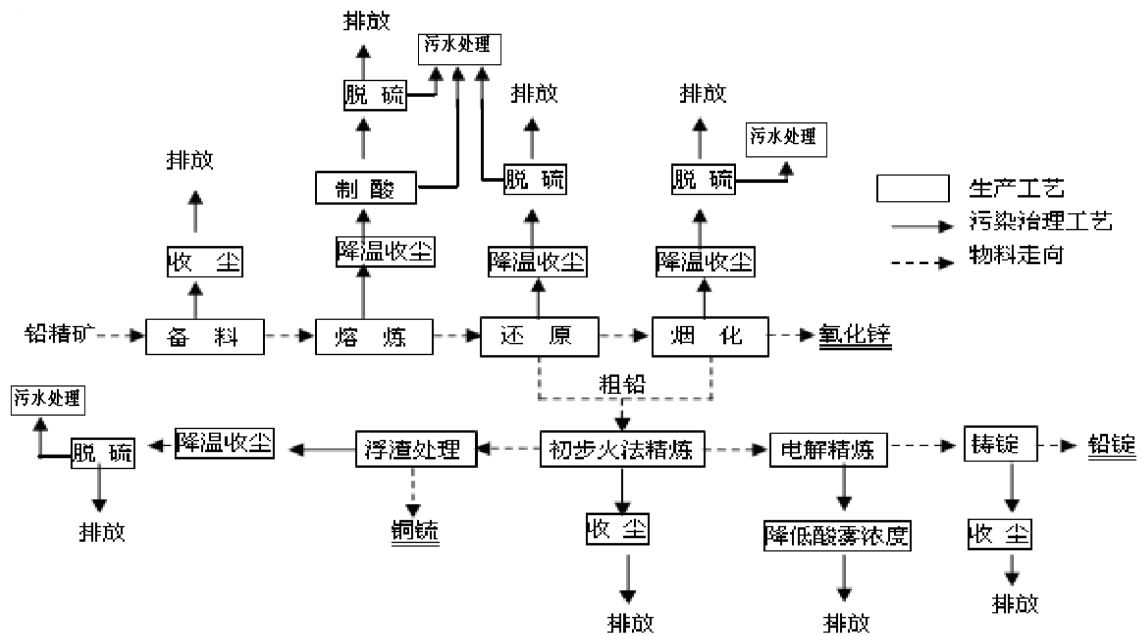 排放
污水处理
脱 硫
排放
排放
污水处理
排放
制 酸
脱 硫
脱 硫
生产工艺
污染治理工艺
收 尘
降温收尘
降温收尘
降温收尘
物料走向
铅精矿
备 料
熔 炼
还 原
烟 化
氧化锌
粗铅
污水处理
脱 硫
降温收尘
浮渣处理
初步火法精炼
电解精炼
铸锭
铅锭
排放
铜锍
收 尘
降低酸雾浓度
收 尘
排放
排放
排放